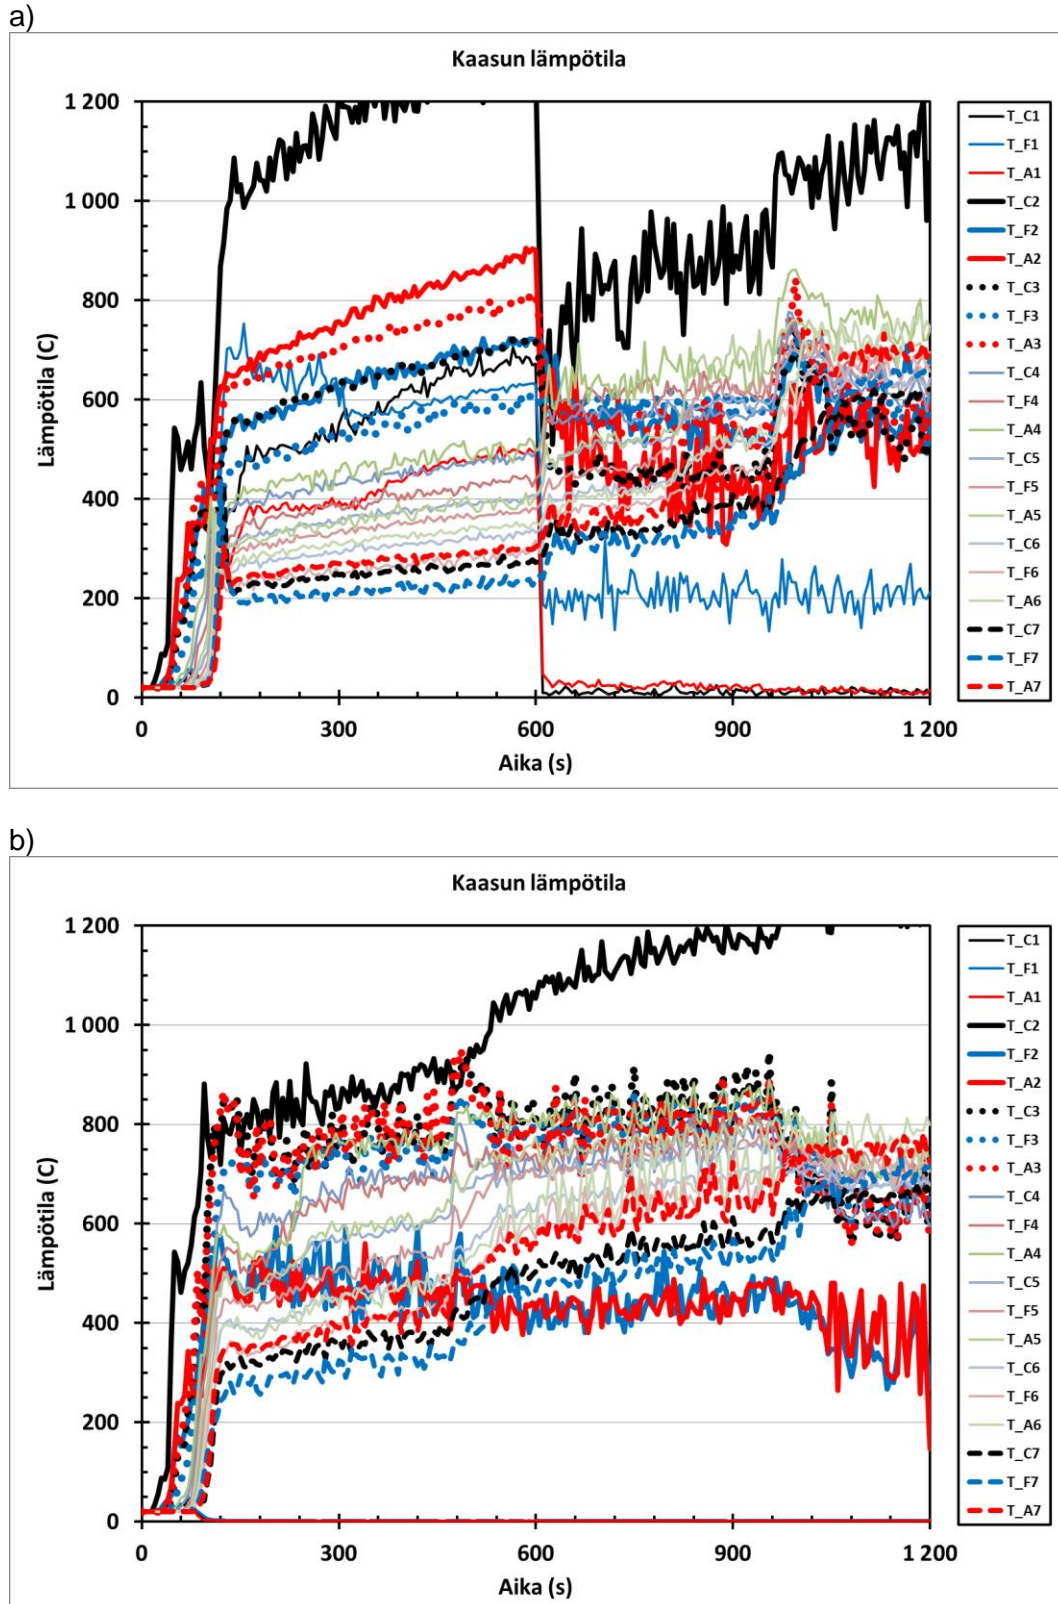 a)
Kaasun lämpötila
1 200
1 000
800
600
400
200
0
Lämpötila (C)
0 300 600 900 1 200
Aika (s)
T_C1
T_F1
T_A1
T_C2
T_F2
T_A2
T_C3
T_F3
T_A3
T_C4
T_F4
T_A4
T_C5
T_F5
T_A5
T_C6
T_F6
T_A6
T_C7
T_F7
T_A7
b)
Kaasun lämpötila
1 200
1 000
800
600
400
200
0
Lämpötila (C)
0 300 600 900 1 200
Aika (s)
T_C1
T_F1
T_A1
T_C2
T_F2
T_A2
T_C3
T_F3
T_A3
T_C4
T_F4
T_A4
T_C5
T_F5
T_A5
T_C6
T_F6
T_A6
T_C7
T_F7
T_A7